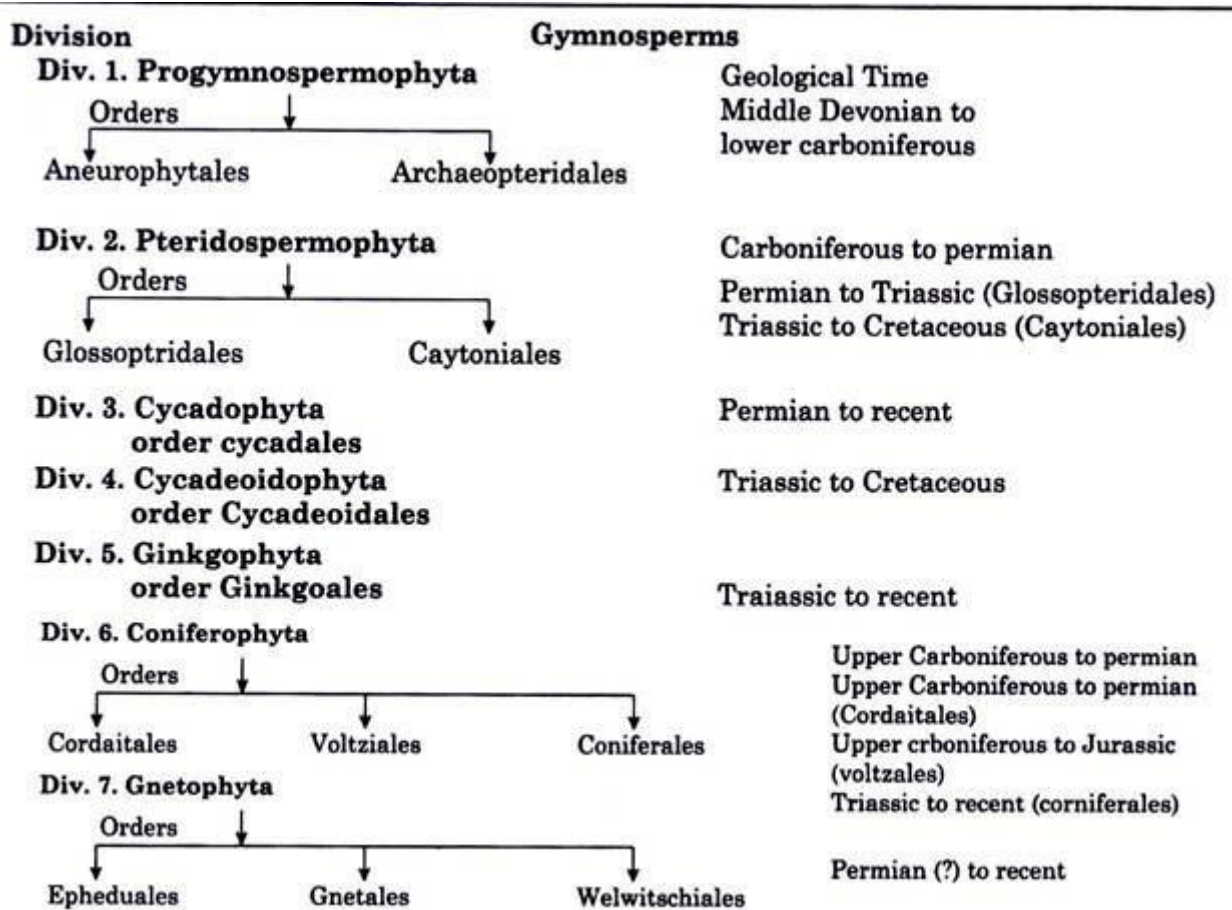 Division Gymnosperms
Div. 1. Progymnospermophyta
Geological Time
Orders
Middle Devonian to
lower carboniferous
Aneurophytales Archaeopteridales
Div. 2. Pteridospermophyta
Carboniferous to permian
Orders
Permian to Triassic (Glossopteridales)
Triassic to Cretaceous (Caytoniales)
Glossoptridales Caytoniales
Div. 3. Cycadophyta
Permian to recent
order cycadales
Div. 4. Cycadeoidophyta
Triassic to Cretaceous
order Cycadeoidales
Div. 5. Ginkgophyta
order Ginkgoales
Traiassic to recent
Div. 6. Coniferophyta
Upper Carboniferous to permian
Orders
Upper Carboniferous to permian
(Cordaitales)
Cordaitales Voltziales Coniferales
Upper crboniferous to Jurassic
(voltzales)
Div. 7. Gnetophyta
Triassic to recent (corniferales)
Orders
Permian (?) to recent
Epheduales Gnetales Welwitschiales